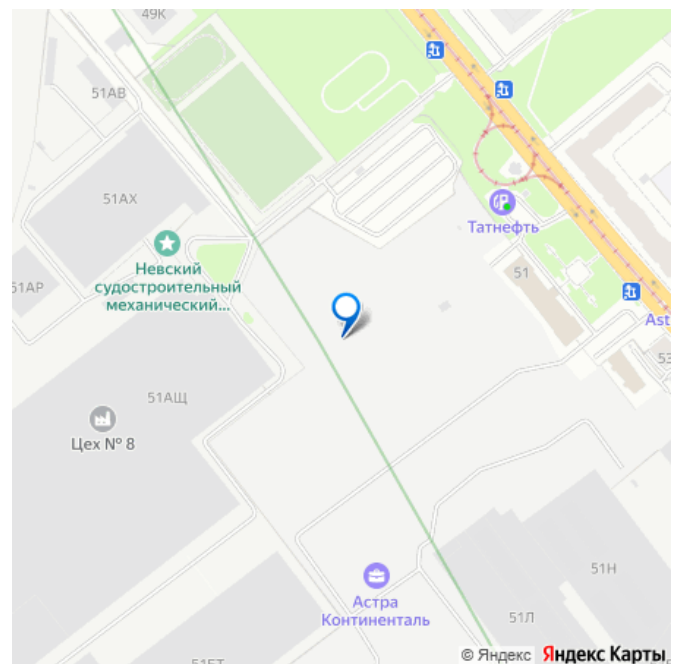 49К
51АВ
51АХ
Татнефть
Невский
судостроительный
механический...
51
51АР
Ast
53
51АЩ
Цех № 8
51Н
Астра
Континенталь
51Л
51БТ
© Яндекс Яндекс Карты